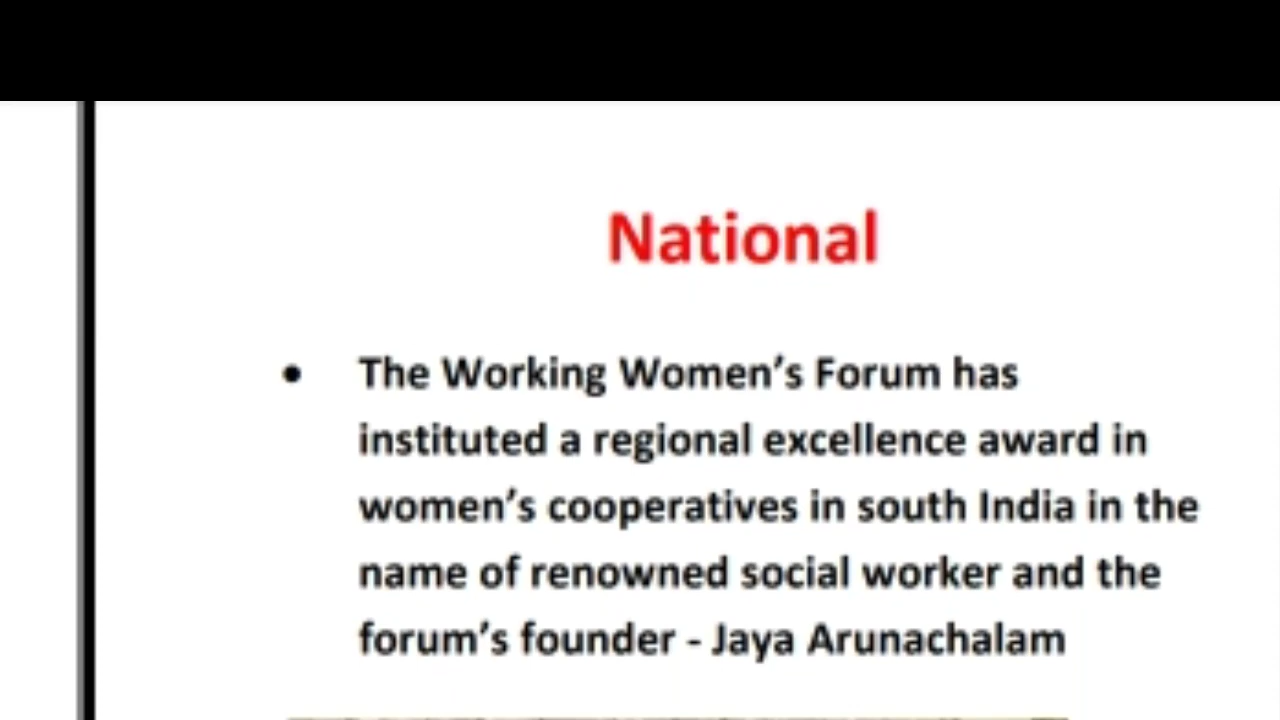 National
• The Working Women's Forum has
instituted a regional excellence award in
women's cooperatives in south India in the
name of renowned social worker and the
forum's founder - Jaya Arunachalam